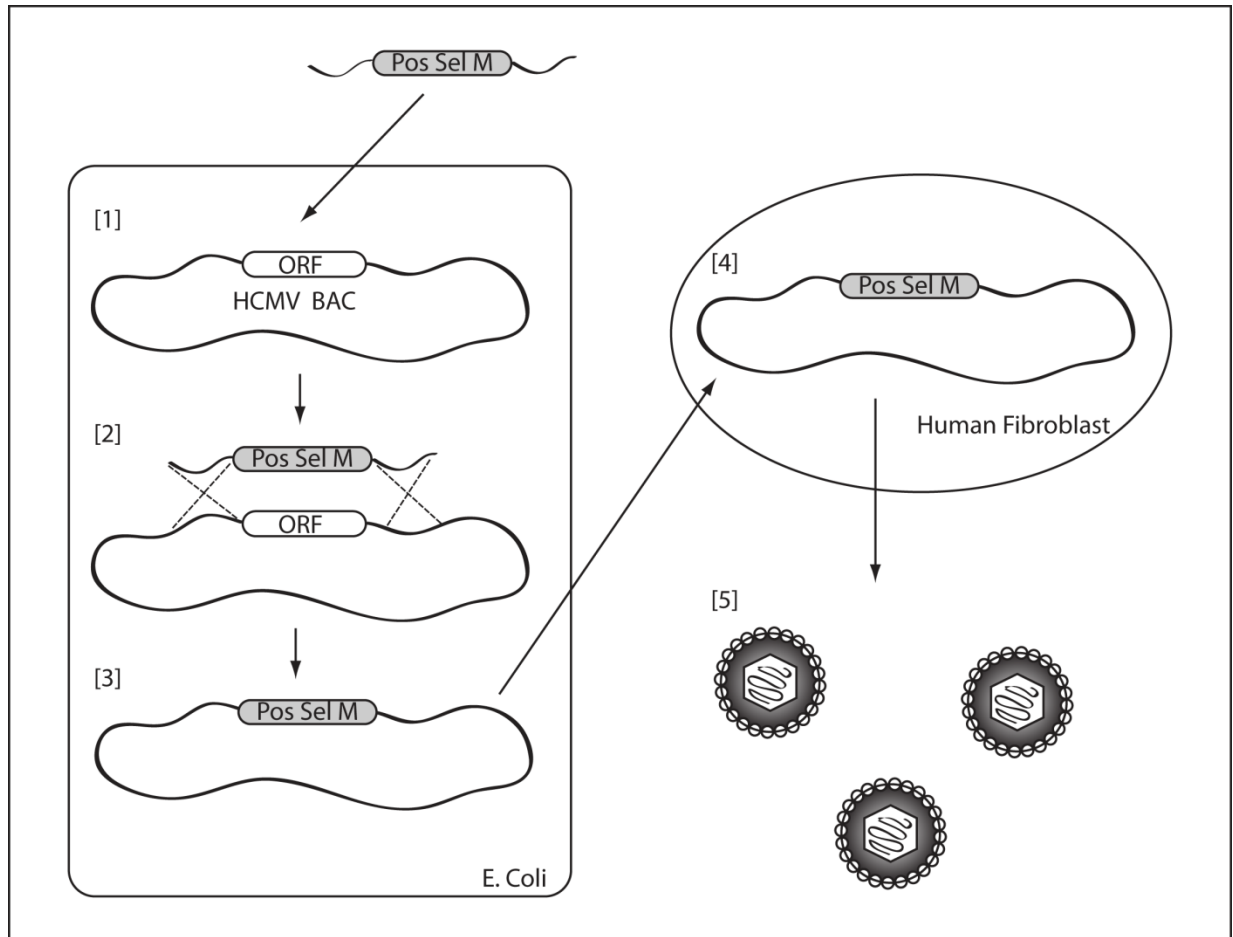 Pos Sel M
[1]
ORF
HCMV BAC
[2]
Pos Sel M
ORF
[3]
Pos Sel M
E. Coli
[4]
Pos Sel M
Human Fibroblast
[5]